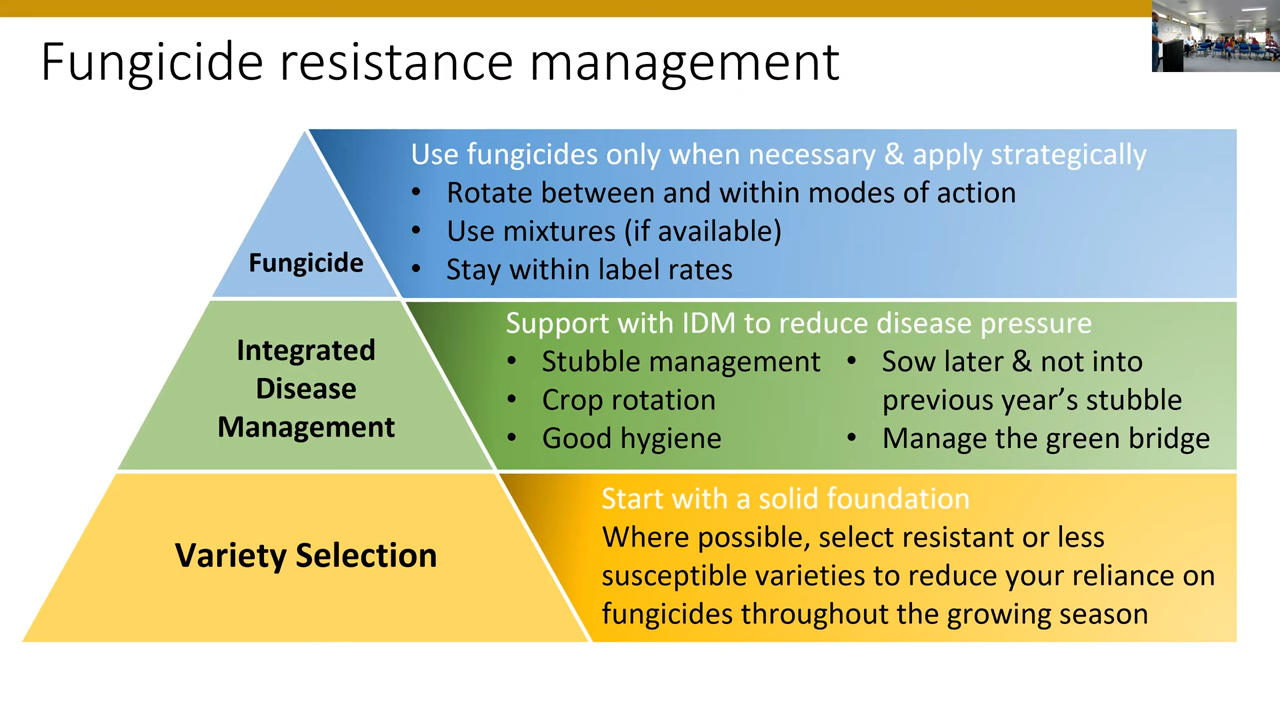 Fungicide resistance management
Use fungicides only when necessary & apply strategically
• Rotate between and within modes of action
• Use mixtures (if available)
• Stay within label rates
Fungicide
Support with IDM to reduce disease pressure
• Stubble management
• Crop rotation
• Good hygiene
• Sow later & not into
previous year’s stubble
• Manage the green bridge
Integrated
Disease
Management
Start with a solid foundation
Where possible, select resistant or less
susceptible varieties to reduce your reliance on
fungicides throughout the growing season
Variety Selection